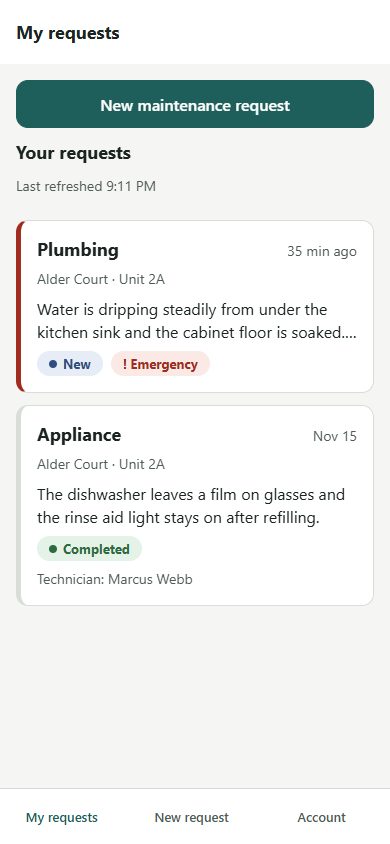 My requests
New maintenance request
Your requests
Last refreshed 9:11 PM
Plumbing
35 min ago
Alder Court · Unit 2A
Water is dripping steadily from under the
kitchen sink and the cabinet floor is soaked....
New
! Emergency
Appliance
Nov 15
Alder Court · Unit 2A
The dishwasher leaves a film on glasses and
the rinse aid light stays on after refilling.
Completed
Technician: Marcus Webb
My requests
New request
Account